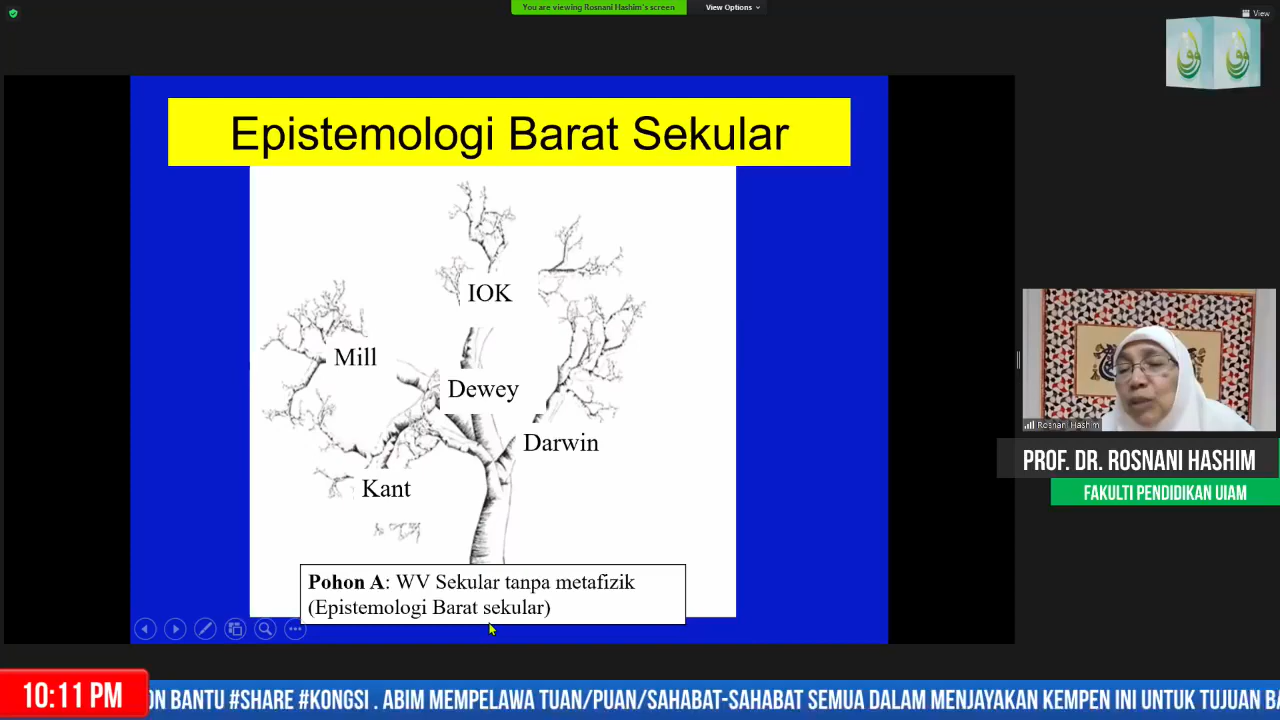 You are viewing Rosnani Hashim's screen
View Options
View
Epistemologi Barat Sekular
IOK
Mill
Dewey
Darwin
Kant
Pohon A: WV Sekular tanpa metafizik
(Epistemologi Barat sekular)
Rosnani Hashim
PROF. DR. ROSNANI HASHIM
FAKULTI PENDIDIKAN UIAM
10:11 PM
ON BANTU #SHARE #KONGSI . ABIM MEMPELAWA TUAN/PUAN/SAHABAT-SAHABAT SEMUA DALAM MENJAYAKAN KEMPEN INI UNTUK TUJUAN BA